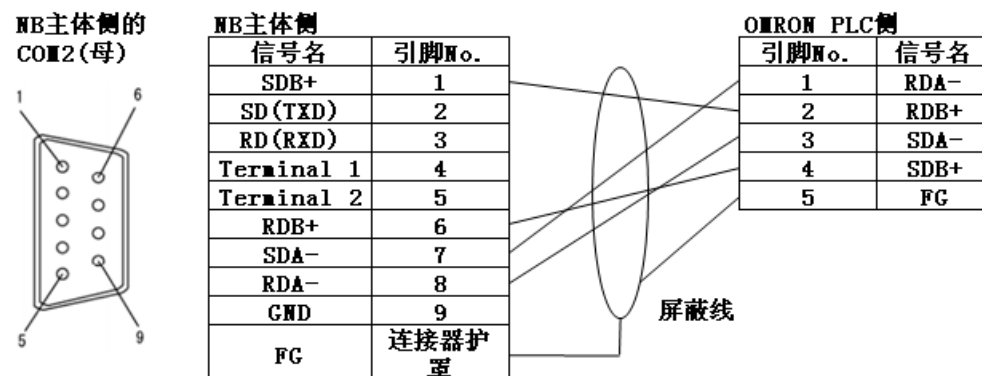 NB主体侧的
COM2(母)
1
6
5
9
NB主体侧
信号名 引脚No.
SDB+ 1
SD(TXD) 2
RD(RXD) 3
Terminal 1 4
Terminal 2 5
RDB+ 6
SDA- 7
RDA- 8
GND 9
FG 连接器护
罩
屏蔽线
OMRON PLC侧
引脚No. 信号名
1 RDA-
2 RDB+
3 SDA-
4 SDB+
5 FG